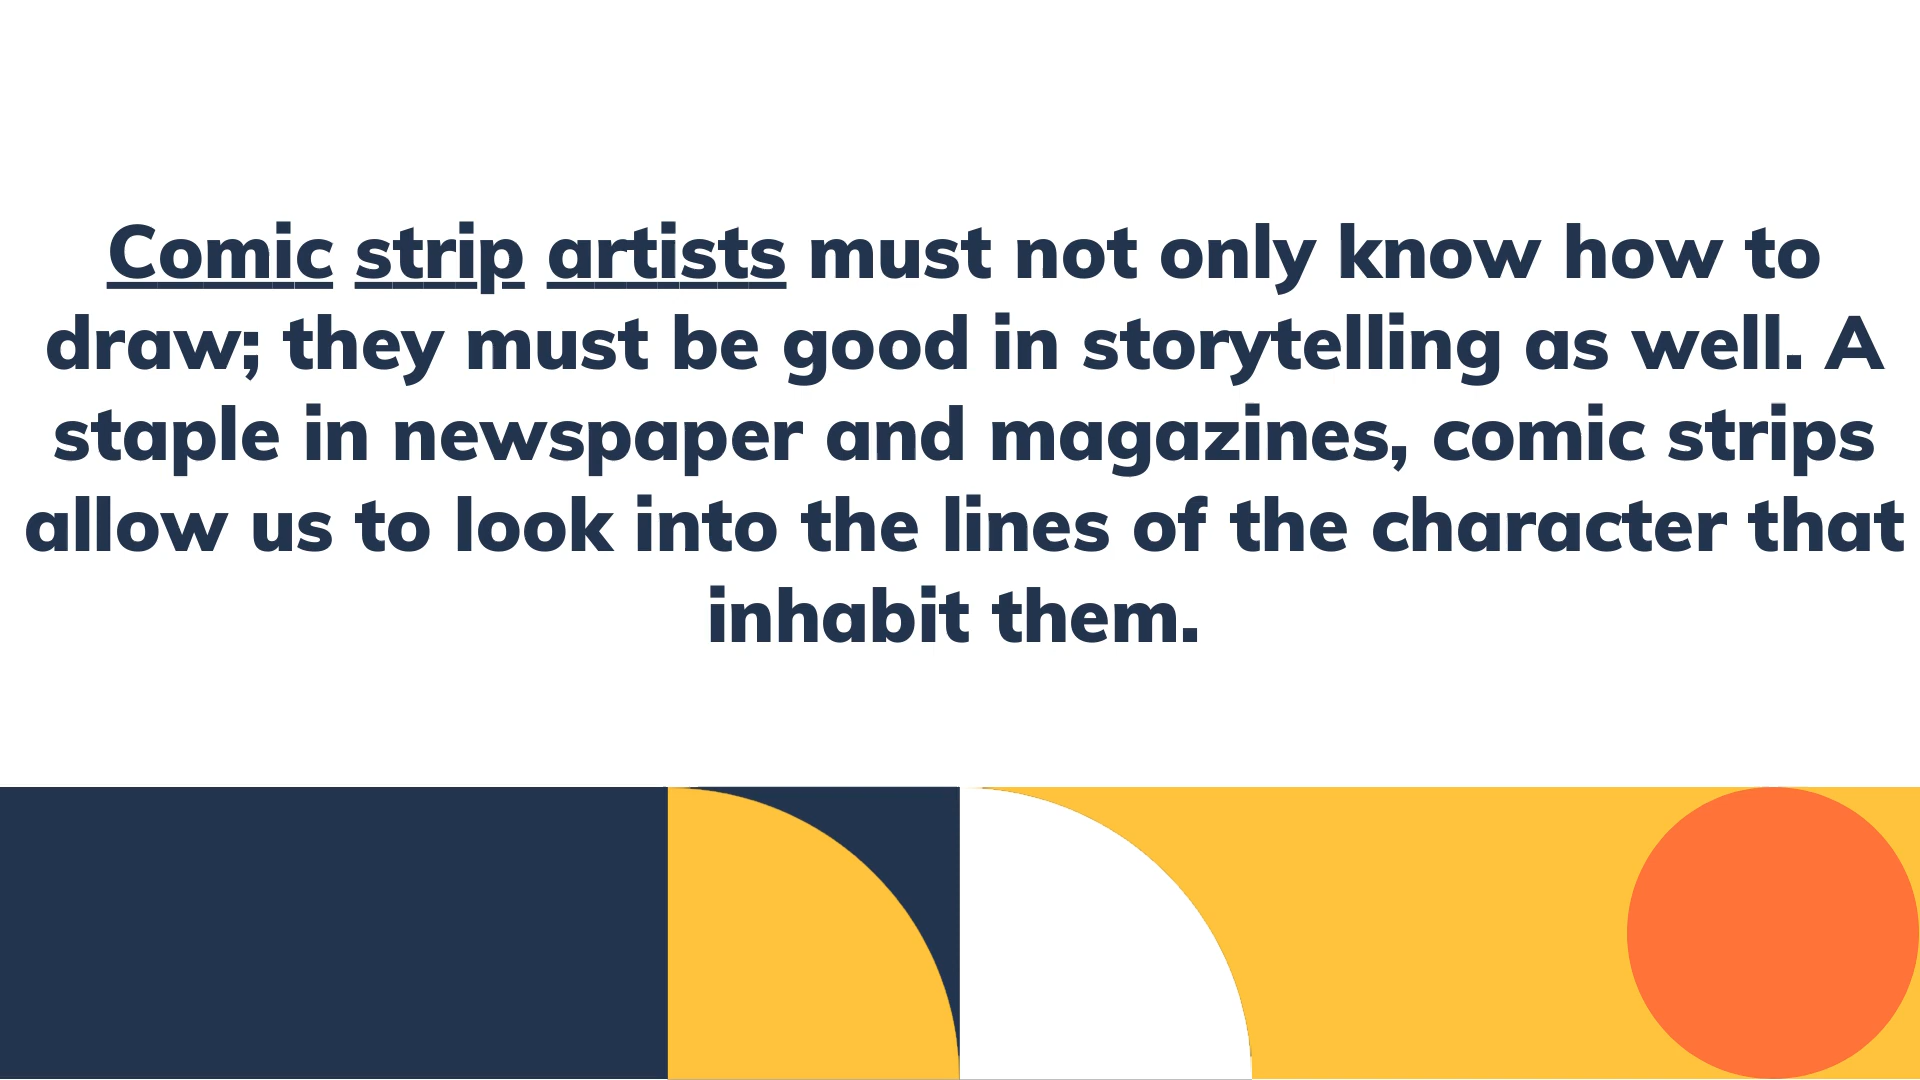 Comic strip artists must not only know how to
draw; they must be good in storytelling as well. A
staple in newspaper and magazines, comic strips
allow us to look into the lines of the character that
inhabit them.